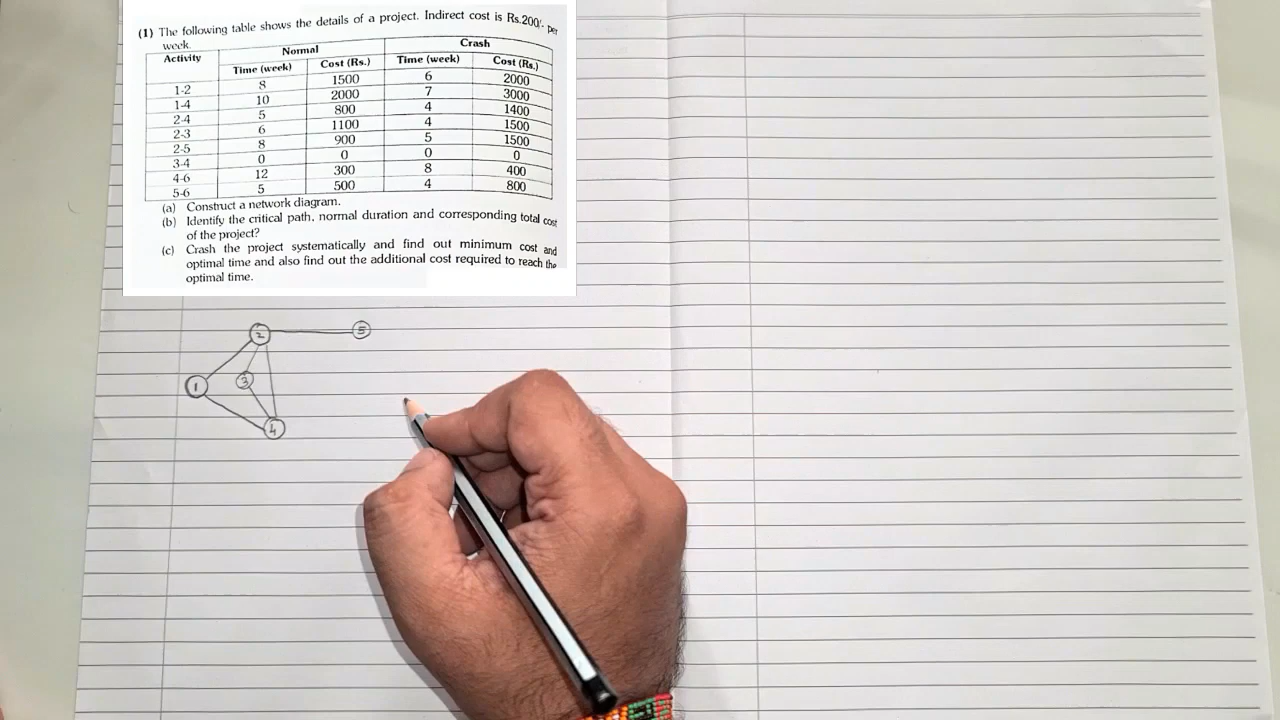 (1) The following table shows the details of a project. Indirect cost is Rs.200/- per
week.
Activity Normal Crash
Time (week) Cost (Rs.) Time (week) Cost (Rs.)
1-2 8 1500 6 2000
1-4 10 2000 7 3000
2-4 5 800 4 1400
2-3 6 1100 4 1500
2-5 8 900 5 1500
3-4 0 0 0 0
4-6 12 300 8 400
5-6 5 500 4 800
(a) Construct a network diagram.
(b) Identify the critical path, normal duration and corresponding total cost
of the project?
(c) Crash the project systematically and find out minimum cost and
optimal time and also find out the additional cost required to reach the
optimal time.
2 5
1 3
4